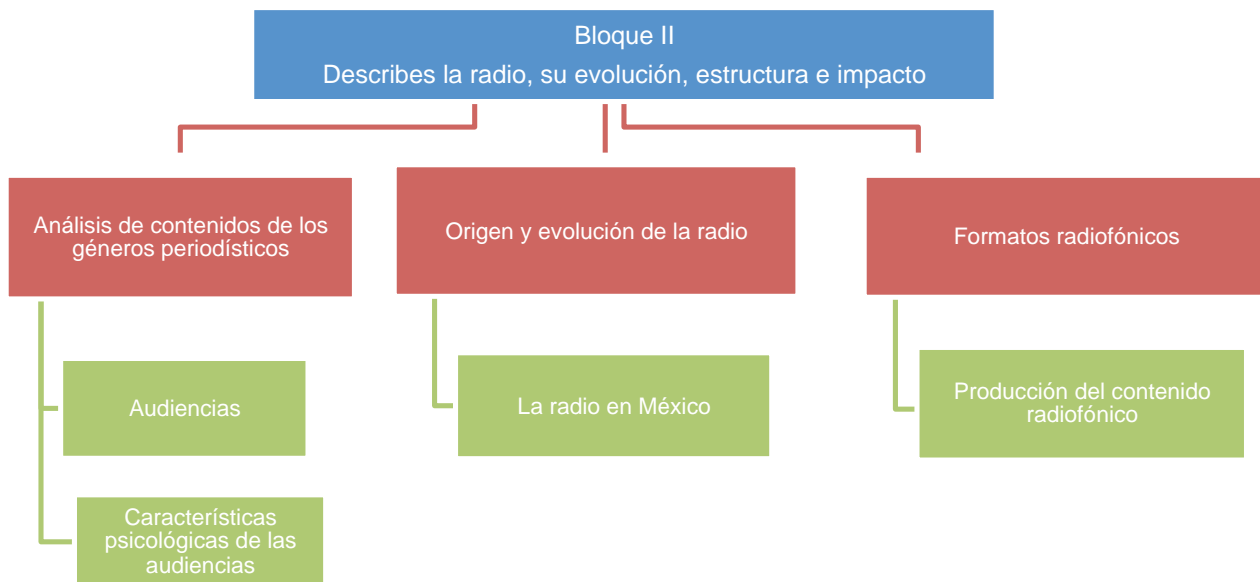 Bloque II
Describes la radio, su evolución, estructura e impacto
Análisis de contenidos de los
géneros periodísticos
Origen y evolución de la radio
Formatos radiofónicos
Audiencias
La radio en México
Producción del contenido
radiofónico
Características
psicológicas de las
audiencias